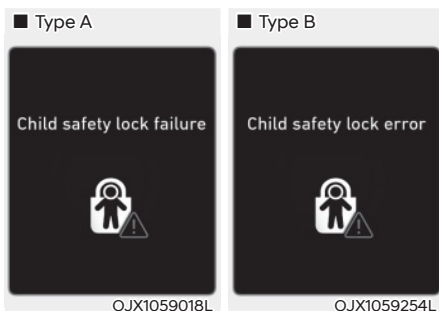 ■ Type A
■ Type B
Child safety lock failure
Child safety lock error
OJX1059018L
OJX1059254L